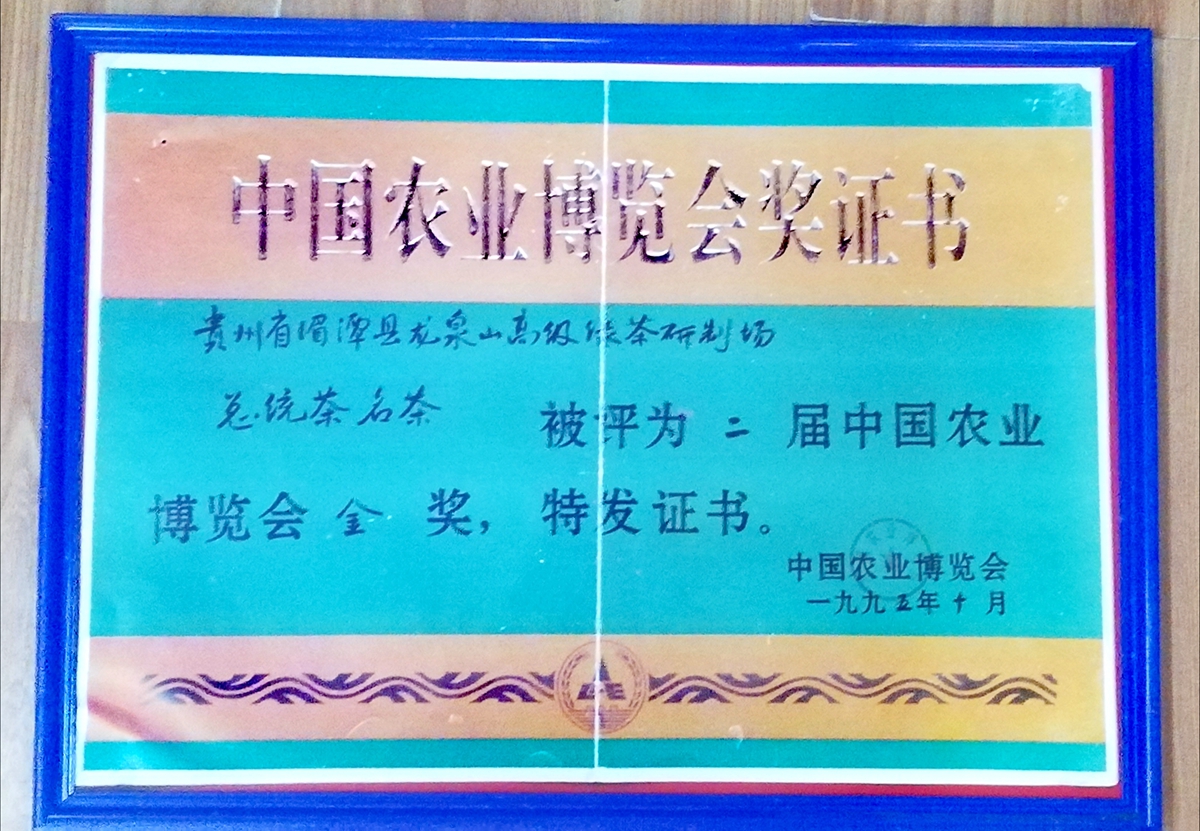 中国农业博览会奖证书
贵州省湄潭县龙泉山高级绿茶研制场
总统茶名茶 被评为 二 届中国农业
博览会 金 奖，特发证书。
中国农业博览会
一九九五年十月